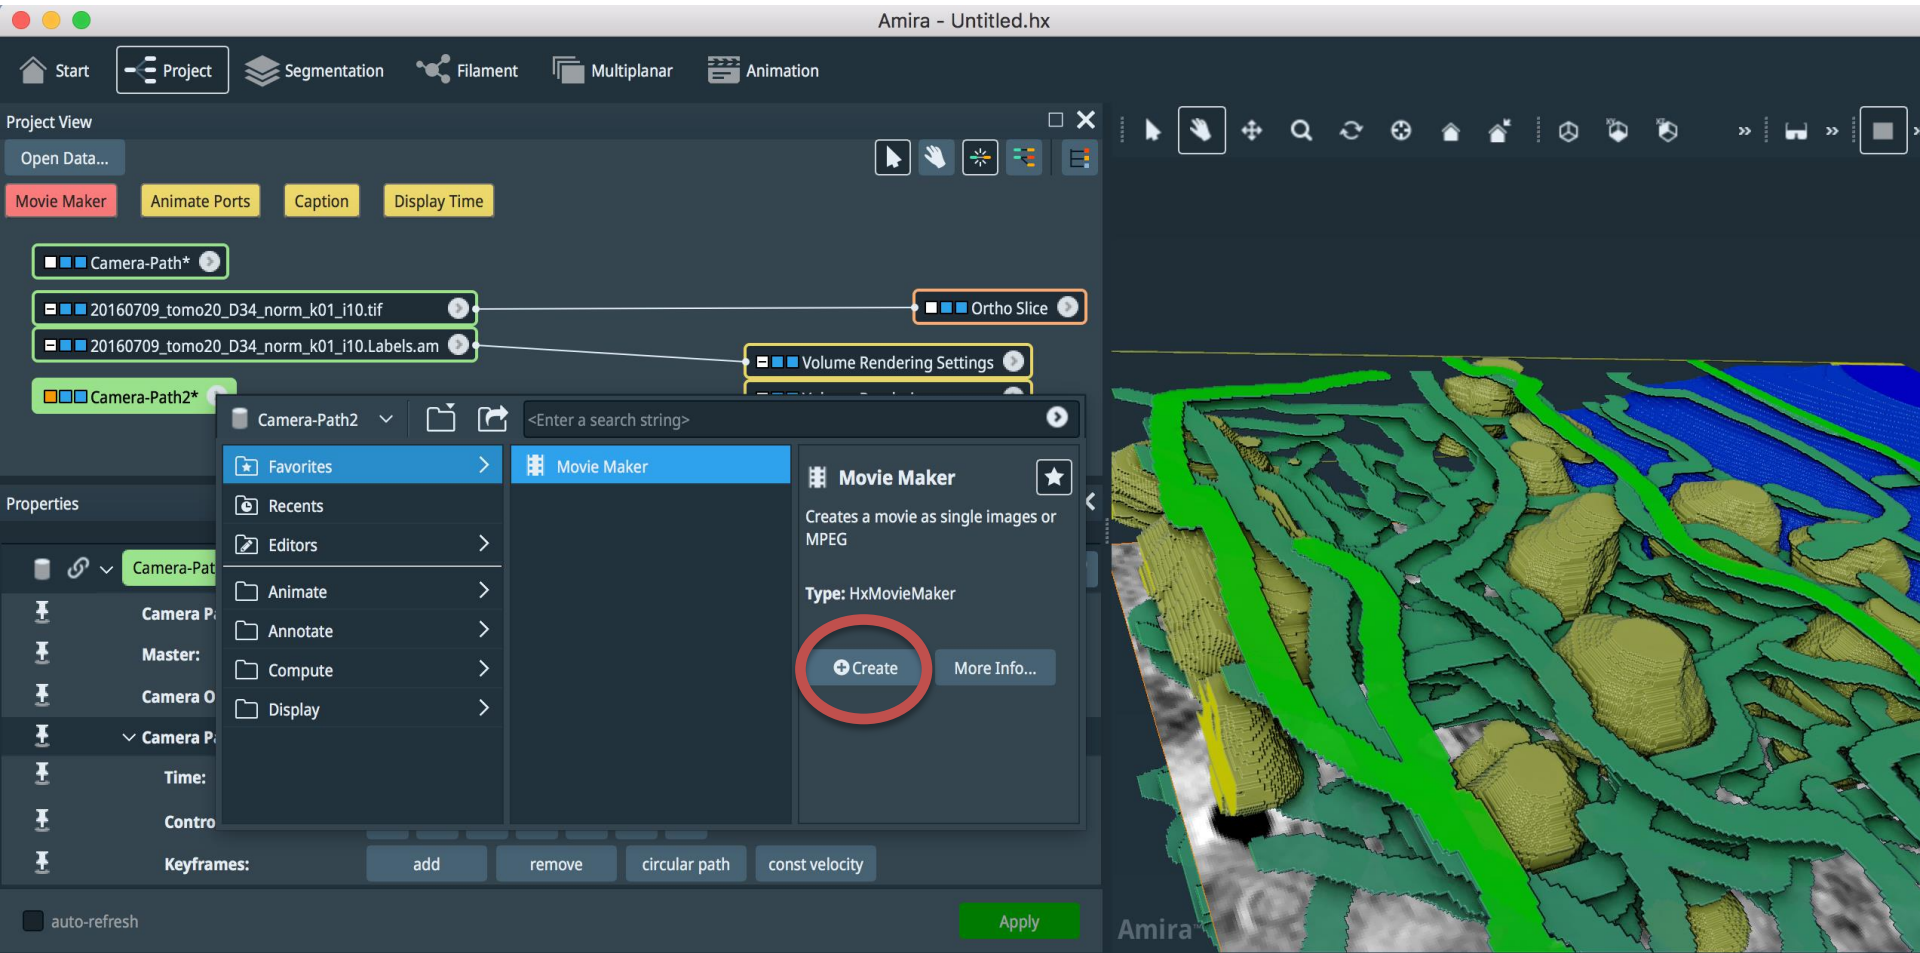 Amira - Untitled.hx
Start
Project
Segmentation
Filament
Multiplanar
Animation
Project View
Open Data...
Movie Maker
Animate Ports
Caption
Display Time
Camera-Path*
20160709_tomo20_D34_norm_k01_i10.tif
Ortho Slice
20160709_tomo20_D34_norm_k01_i10.Labels.am
Volume Rendering Settings
Camera-Path2*
Camera-Path2
<Enter a search string>
Favorites
Movie Maker
Movie Maker
Recents
Creates a movie as single images or
MPEG
Editors
Type: HxMovieMaker
Animate
Annotate
Compute
Display
Create
More Info...
Properties
Camera-Pat
Camera P
Master:
Camera O
Camera P
Time:
Contro
Keyframes:
add
remove
circular path
const velocity
auto-refresh
Apply
Amira